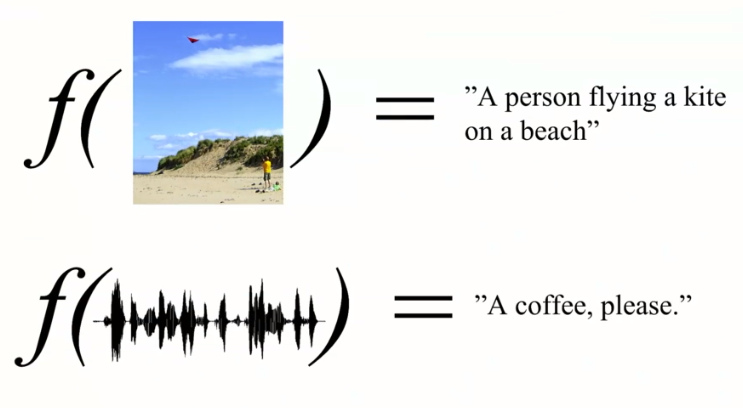 f( ) = ”A person flying a kite
on a beach”
f( ) = ”A coffee, please.”